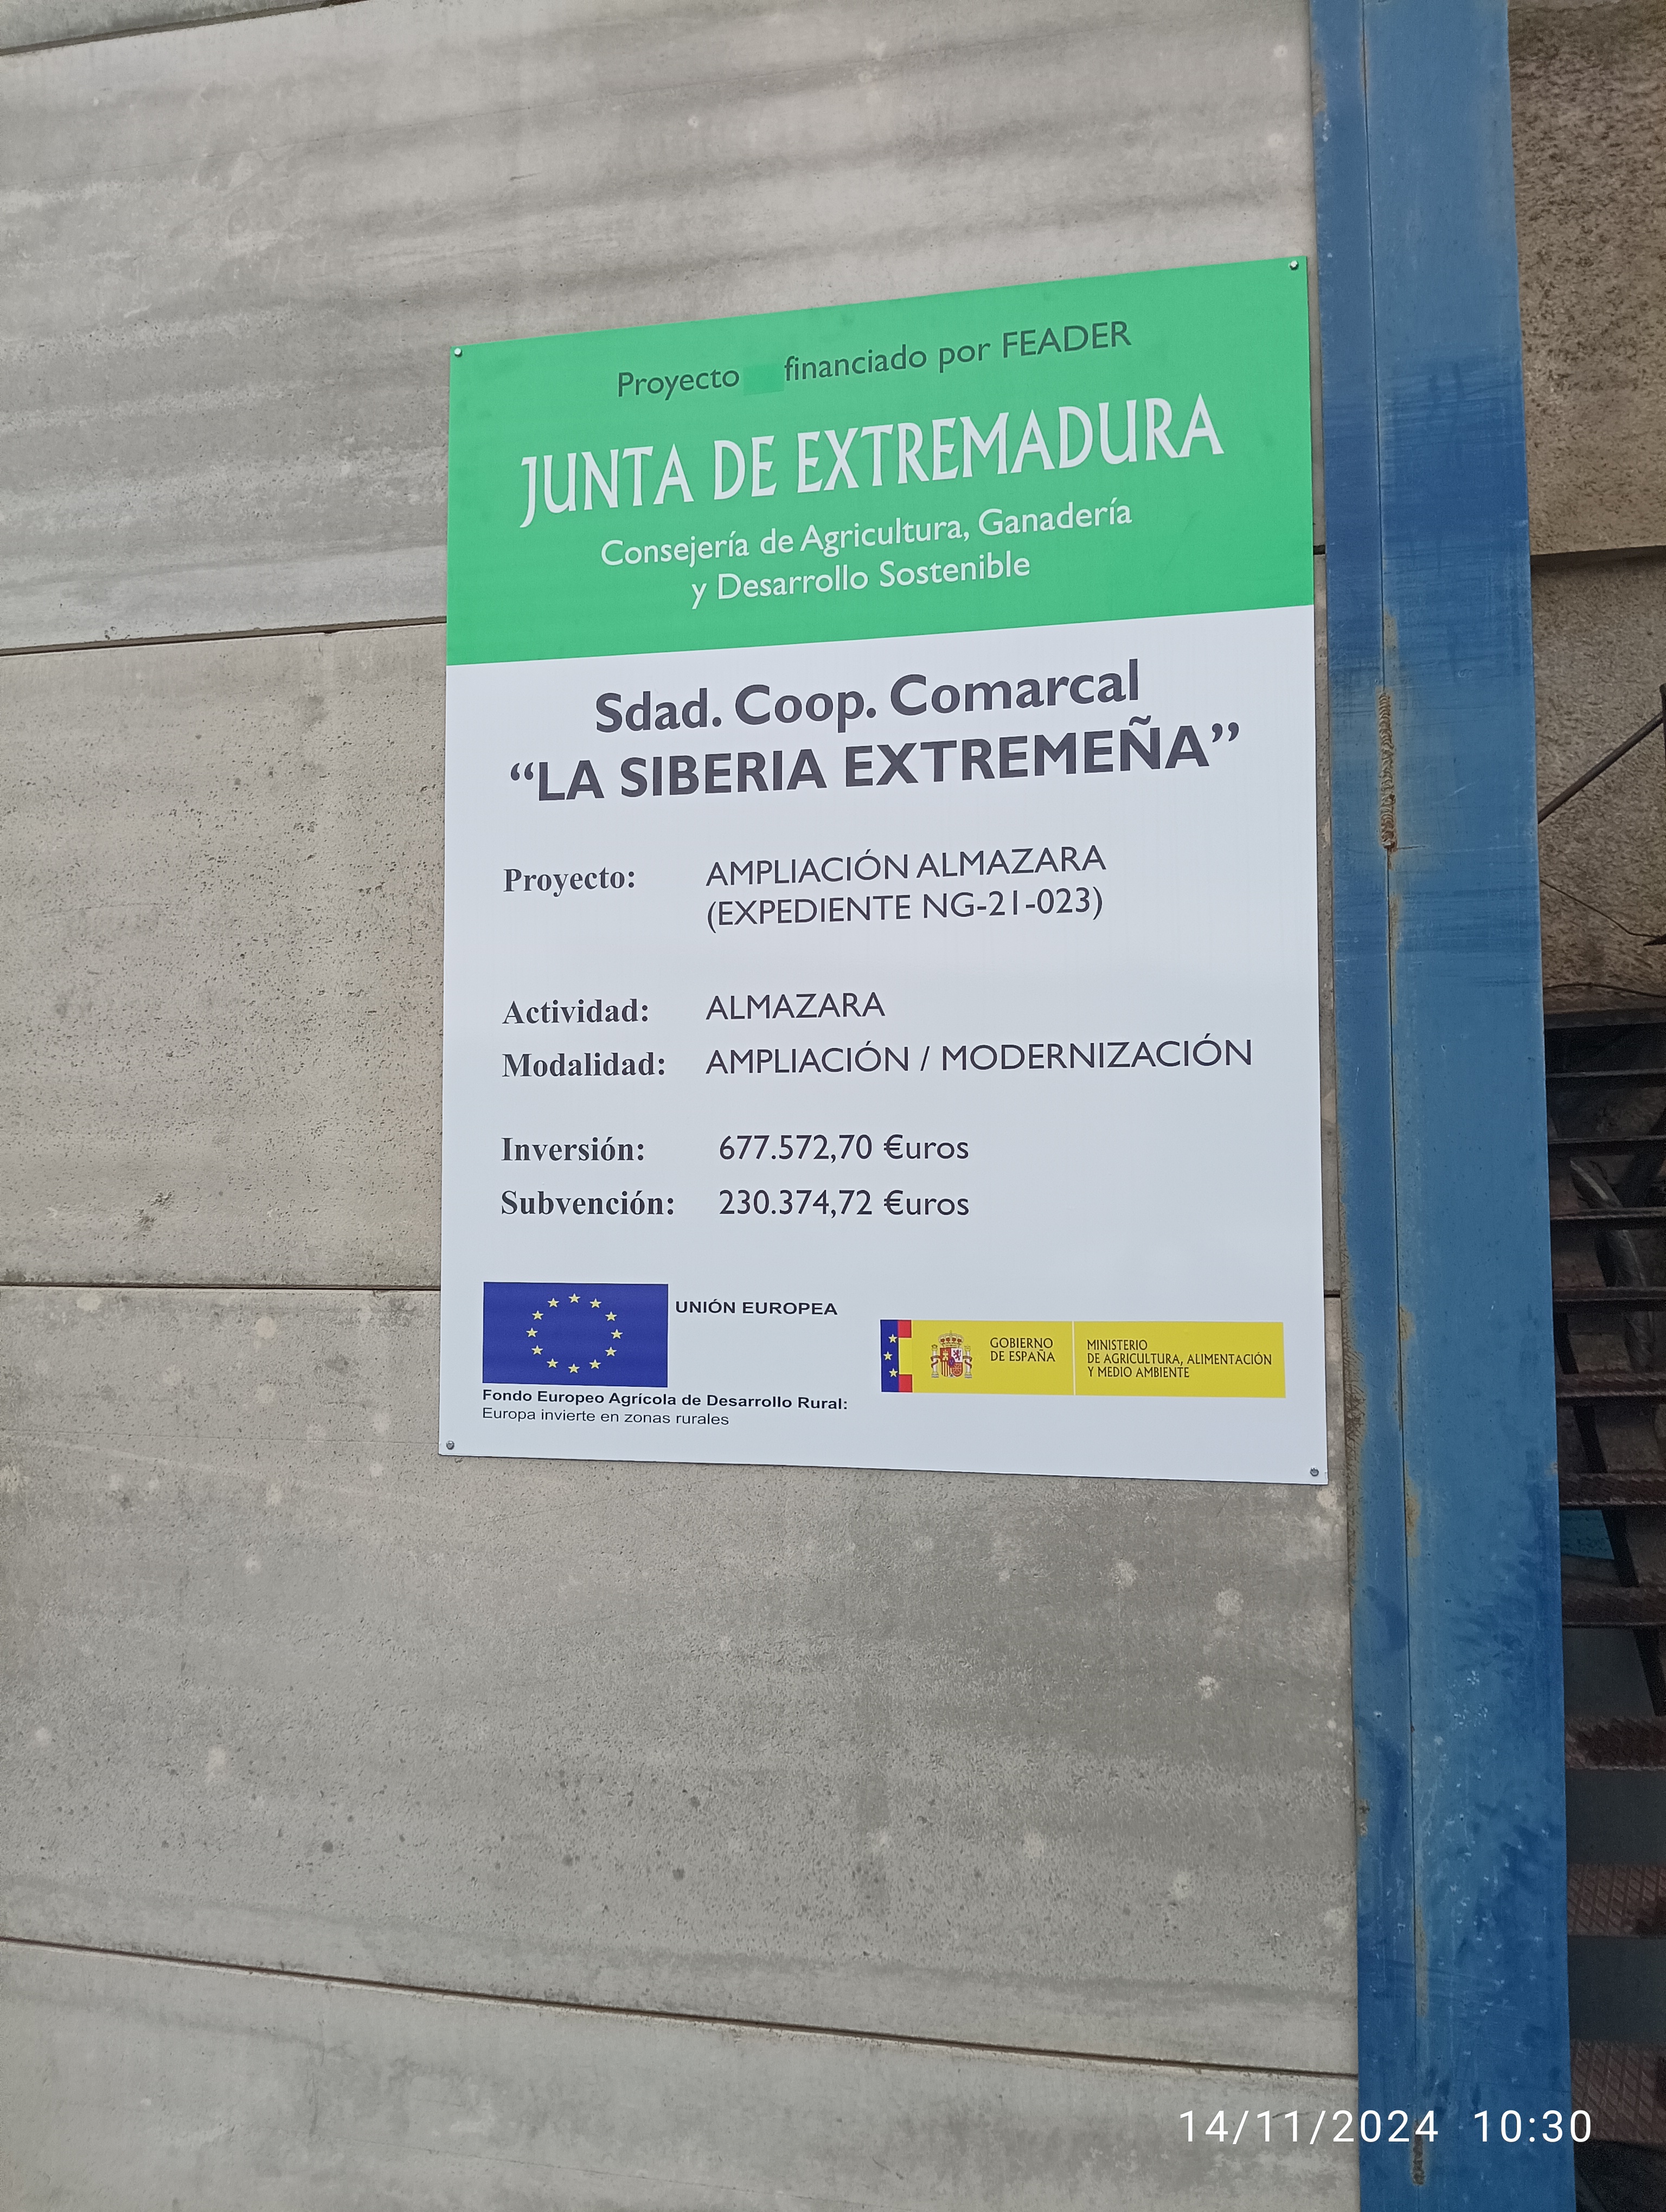 Proyecto financiado por FEADER
JUNTA DE EXTREMADURA
Consejería de Agricultura, Ganadería
y Desarrollo Sostenible
Sdad. Coop. Comarcal
“LA SIBERIA EXTREMEÑA”
Proyecto: AMPLIACIÓN ALMAZARA
(EXPEDIENTE NG-21-023)
Actividad: ALMAZARA
Modalidad: AMPLIACIÓN / MODERNIZACIÓN
Inversión: 677.572,70 €uros
Subvención: 230.374,72 €uros
UNIÓN EUROPEA
Fondo Europeo Agrícola de Desarrollo Rural:
Europa invierte en zonas rurales
GOBIERNO
DE ESPAÑA
MINISTERIO
DE AGRICULTURA, ALIMENTACIÓN
Y MEDIO AMBIENTE
14/11/2024 10:30